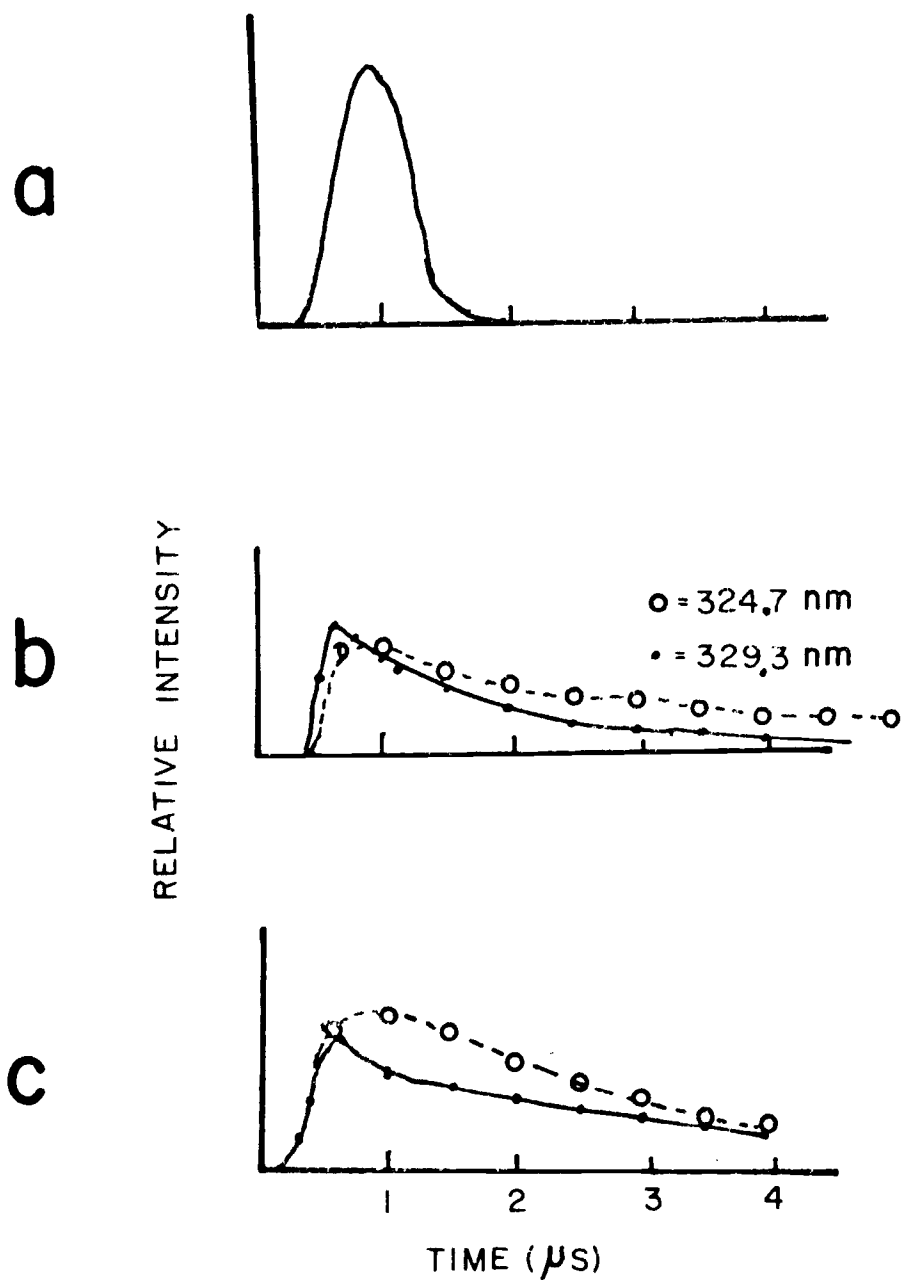 a
RELATIVE INTENSITY
b
o = 324.7 nm
• = 329.3 nm
c
1 2 3 4
TIME (μS)